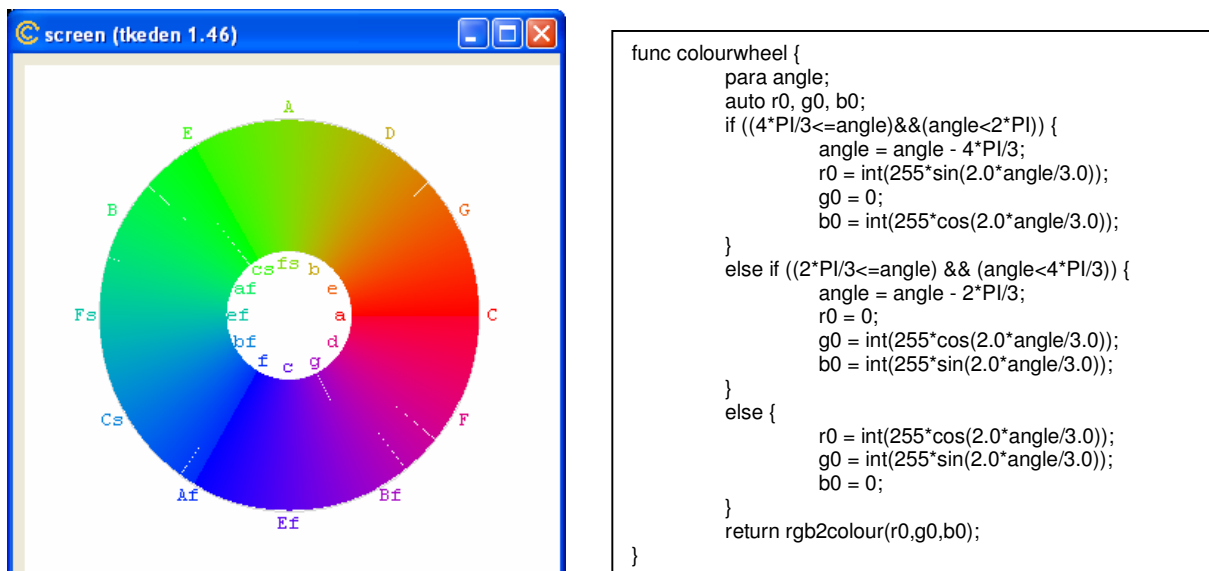 screen (tkeden 1.46)
A
E
D
B
G
cs fs b
af e
Fs ef a C
bf d
f c g
Cs F
Af Bf
Ef
func colourwheel {
para angle;
auto r0, g0, b0;
if ((4*PI/3<=angle)&&(angle<2*PI)) {
angle = angle - 4*PI/3;
r0 = int(255*sin(2.0*angle/3.0));
g0 = 0;
b0 = int(255*cos(2.0*angle/3.0));
}
else if ((2*PI/3<=angle) && (angle<4*PI/3)) {
angle = angle - 2*PI/3;
r0 = 0;
g0 = int(255*cos(2.0*angle/3.0));
b0 = int(255*sin(2.0*angle/3.0));
}
else {
r0 = int(255*cos(2.0*angle/3.0));
g0 = int(255*sin(2.0*angle/3.0));
b0 = 0;
}
return rgb2colour(r0,g0,b0);
}